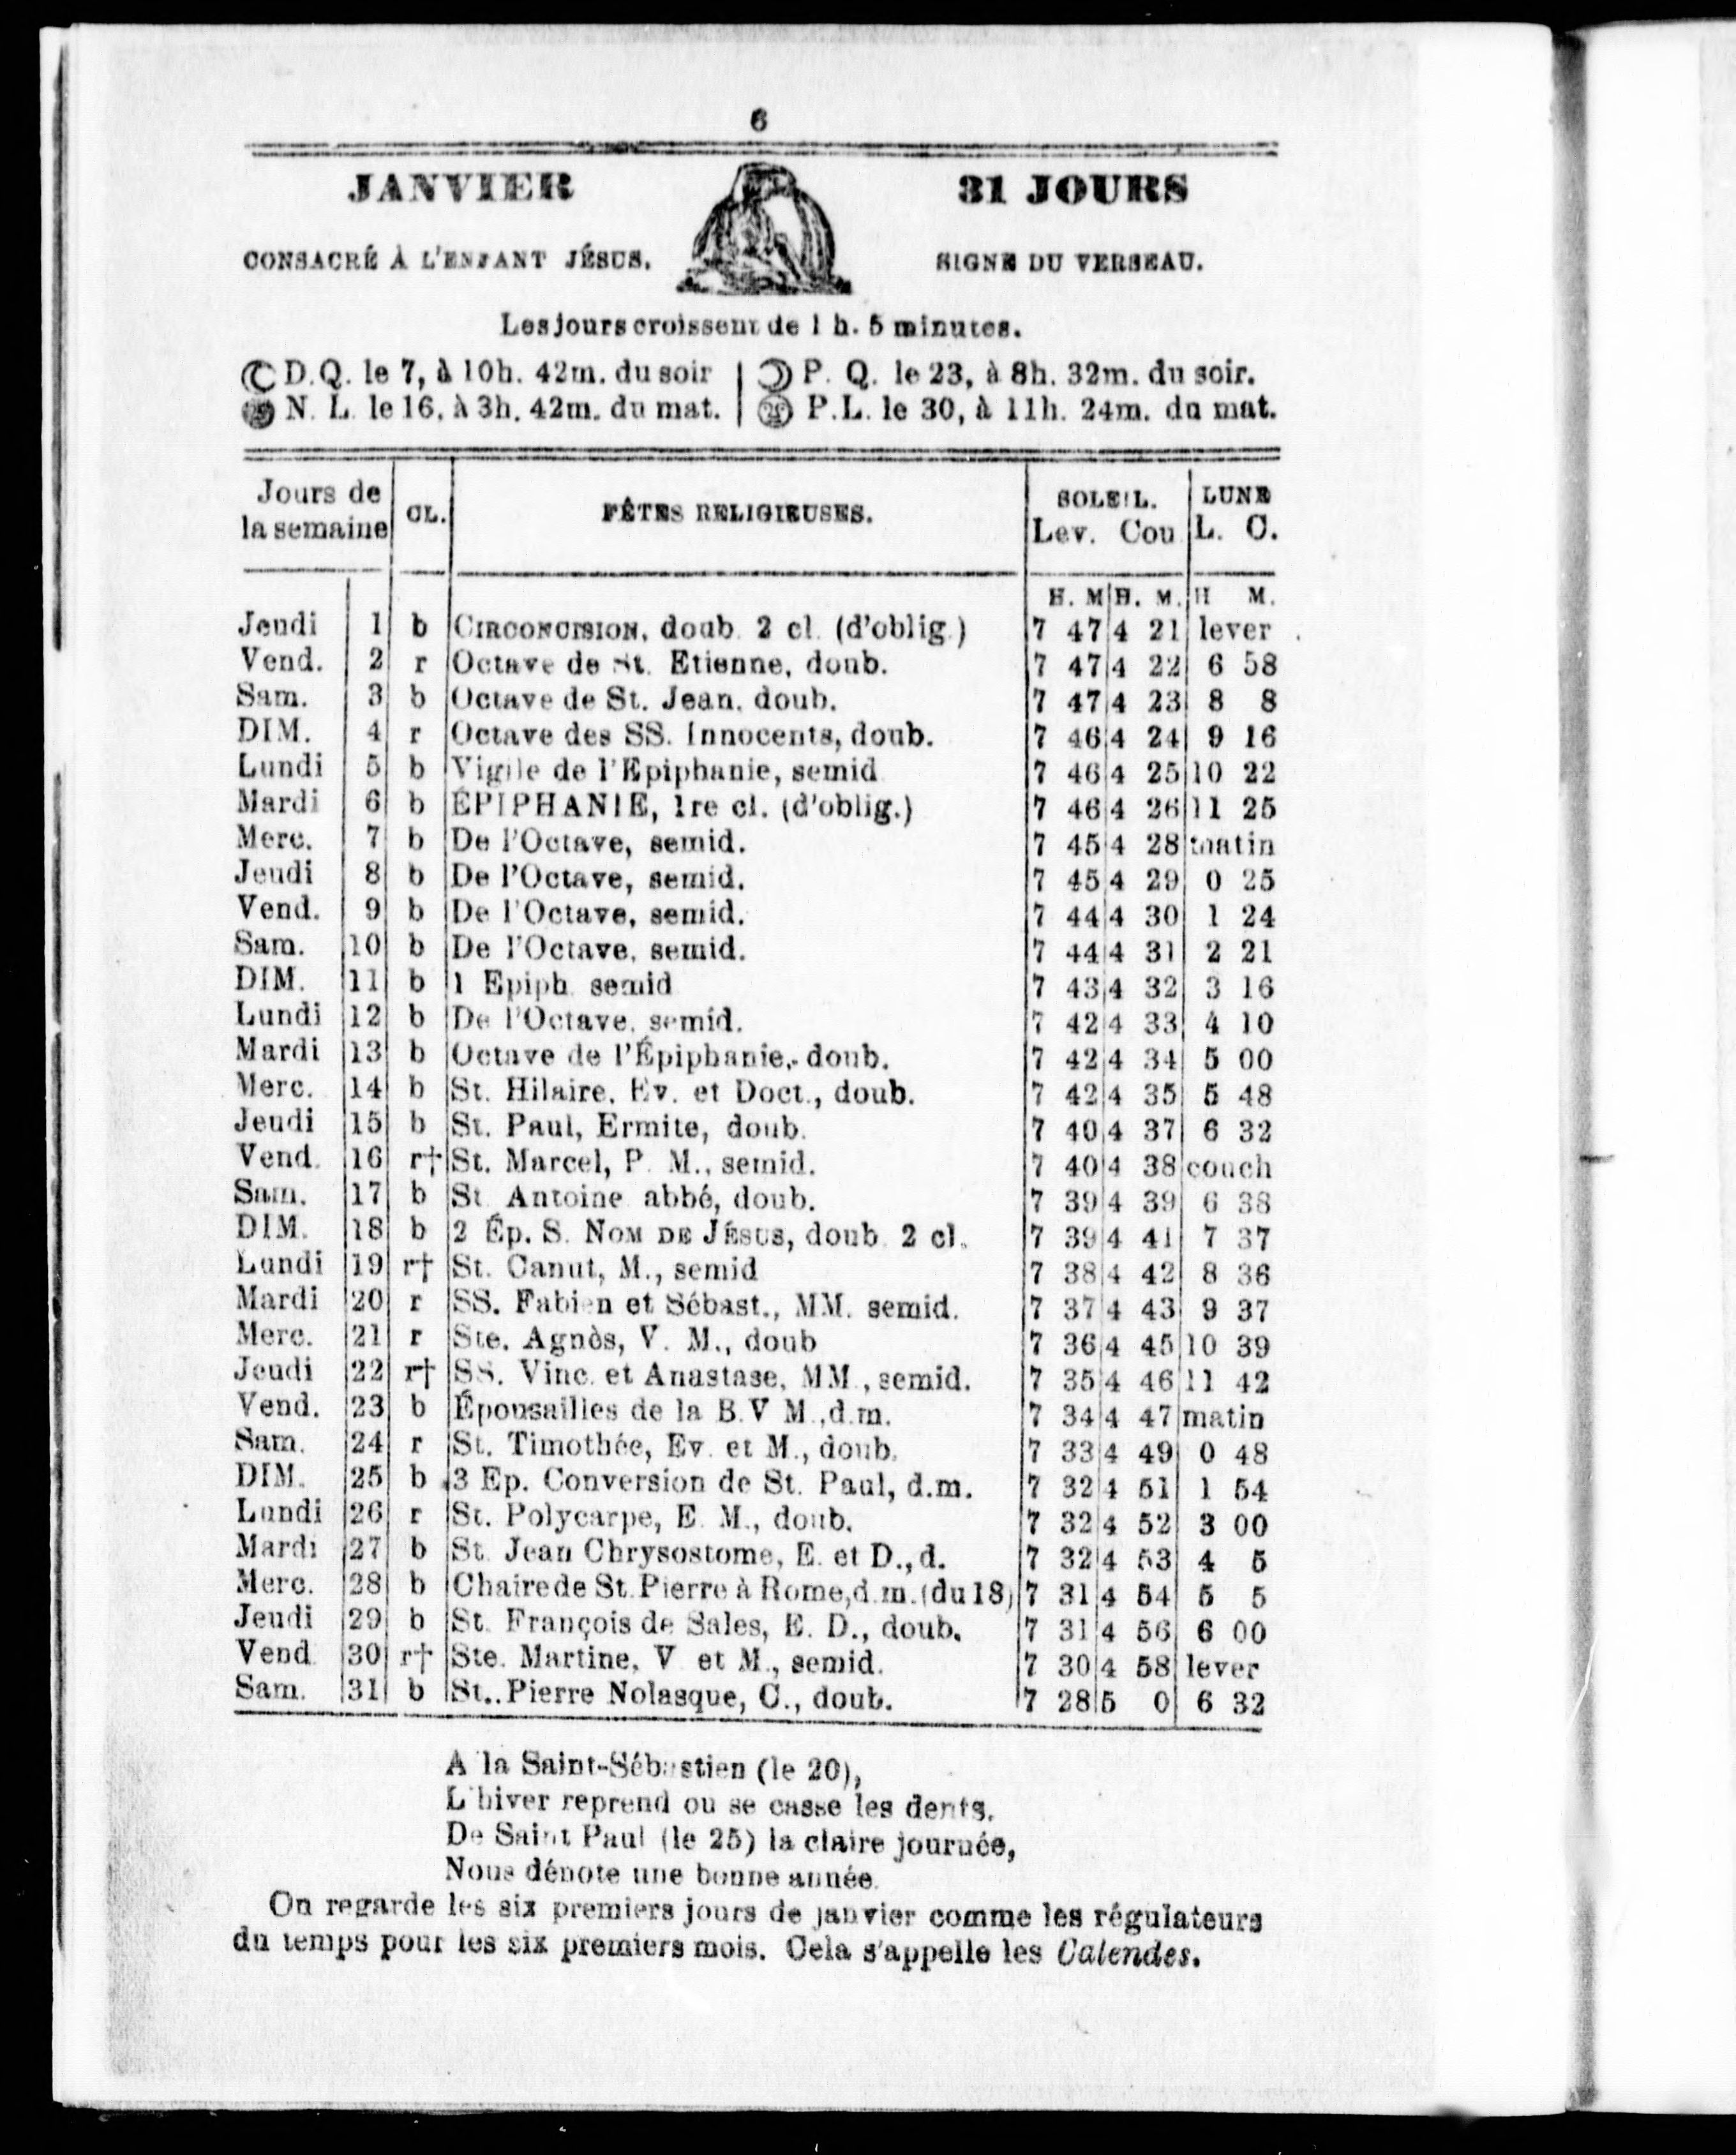 6
JANVIER 31 JOURS
CONSACRÉ À L'ENFANT JÉSUS. SIGNE DU VERSEAU.
Les jours croissent de 1 h. 5 minutes.
D.Q. le 7, à 10h. 42m. du soir | P. Q. le 23, à 8h. 32m. du soir.
N. L. le 16, à 3h. 42m. du mat. | P.L. le 30, à 11h. 24m. du mat.
Jours de la semaine CL. FÊTES RELIGIEUSES. SOLEIL. Lev. Cou LUNE L. C.
H. M H. M. H M.
Jeudi 1 b CIRCONCISION, doub. 2 cl. (d'oblig.) 7 47 4 21 lever
Vend. 2 r Octave de St. Etienne, doub. 7 47 4 22 6 58
Sam. 3 b Octave de St. Jean, doub. 7 47 4 23 8 8
DIM. 4 r Octave des SS. Innocents, doub. 7 46 4 24 9 16
Lundi 5 b Vigile de l'Epiphanie, semid 7 46 4 25 10 22
Mardi 6 b ÉPIPHANIE, 1re cl. (d'oblig.) 7 46 4 26 11 25
Merc. 7 b De l'Octave, semid. 7 45 4 28 matin
Jeudi 8 b De l'Octave, semid. 7 45 4 29 0 25
Vend. 9 b De l'Octave, semid. 7 44 4 30 1 24
Sam. 10 b De l'Octave, semid. 7 44 4 31 2 21
DIM. 11 b 1 Epiph. semid 7 43 4 32 3 16
Lundi 12 b De l'Octave, semid. 7 42 4 33 4 10
Mardi 13 b Octave de l'Épiphanie, doub. 7 42 4 34 5 00
Merc. 14 b St. Hilaire, Ev. et Doct., doub. 7 42 4 35 5 48
Jeudi 15 b St. Paul, Ermite, doub. 7 40 4 37 6 32
Vend. 16 r† St. Marcel, P. M., semid. 7 40 4 38 couch
Sam. 17 b St Antoine abbé, doub. 7 39 4 39 6 38
DIM. 18 b 2 Ép. S. NOM DE JÉSUS, doub. 2 cl. 7 39 4 41 7 37
Lundi 19 r† St. Canut, M., semid 7 38 4 42 8 36
Mardi 20 r SS. Fabien et Sébast., MM. semid. 7 37 4 43 9 37
Merc. 21 r Ste. Agnès, V. M., doub 7 36 4 45 10 39
Jeudi 22 r† SS. Vinc. et Anastase, MM., semid. 7 35 4 46 11 42
Vend. 23 b Épousailles de la B.V M.,d.m. 7 34 4 47 matin
Sam. 24 r St. Timothée, Ev. et M., doub. 7 33 4 49 0 48
DIM. 25 b 3 Ep. Conversion de St. Paul, d.m. 7 32 4 51 1 54
Lundi 26 r St. Polycarpe, E. M., doub. 7 32 4 52 3 00
Mardi 27 b St. Jean Chrysostome, E. et D., d. 7 32 4 53 4 5
Merc. 28 b Chaire de St. Pierre à Rome,d.m.(du 18) 7 31 4 54 5 5
Jeudi 29 b St. François de Sales, E. D., doub. 7 31 4 56 6 00
Vend 30 r† Ste. Martine, V et M., semid. 7 30 4 58 lever
Sam. 31 b St..Pierre Nolasque, C., doub. 7 28 5 0 6 32
A la Saint-Sébastien (le 20),
L'hiver reprend ou se casse les dents.
De Saint Paul (le 25) la claire journée,
Nous dénote une bonne année.
On regarde les six premiers jours de janvier comme les régulateurs
du temps pour les six premiers mois. Cela s'appelle les Calendes.